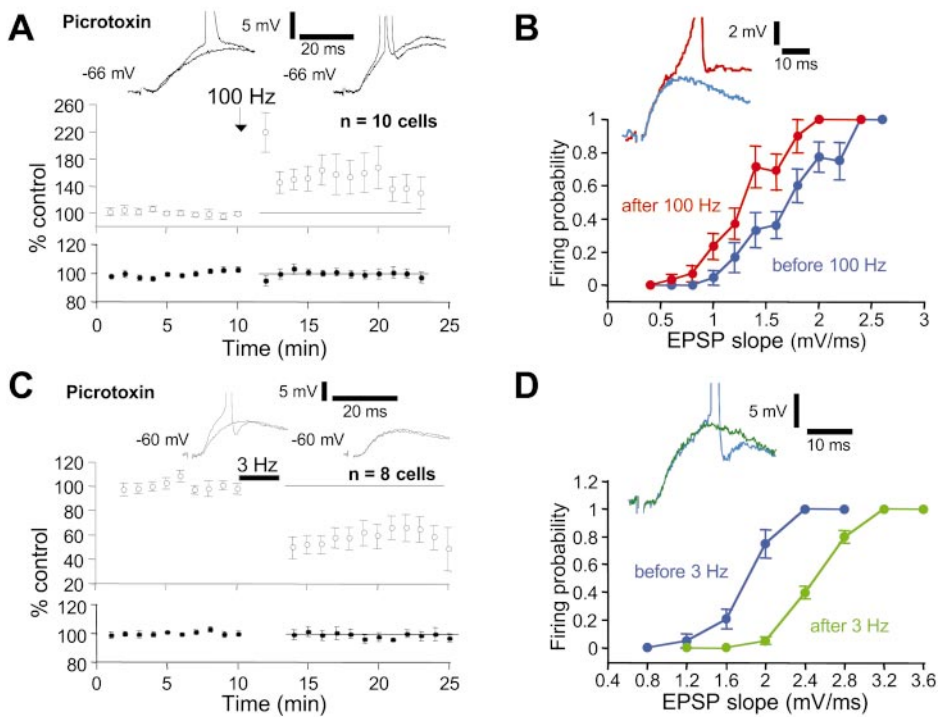 A
Picrotoxin
5 mV
20 ms
-66 mV
-66 mV
100 Hz
n = 10 cells
260
220
180
140
100
% control
120
100
80
0 5 10 15 20 25
Time (min)
B
2 mV
10 ms
1
0.8
0.6
0.4
0.2
0
Firing probability
after 100 Hz
before 100 Hz
0 0.5 1 1.5 2 2.5 3
EPSP slope (mV/ms)
C
Picrotoxin
5 mV
20 ms
-60 mV
-60 mV
3 Hz
n = 8 cells
120
100
80
60
40
20
% control
120
100
80
0 5 10 15 20 25
Time (min)
D
5 mV
10 ms
1.2
1
0.8
0.6
0.4
0.2
0
Firing probability
before 3 Hz
after 3 Hz
0.4 0.8 1.2 1.6 2 2.4 2.8 3.2 3.6
EPSP slope (mV/ms)